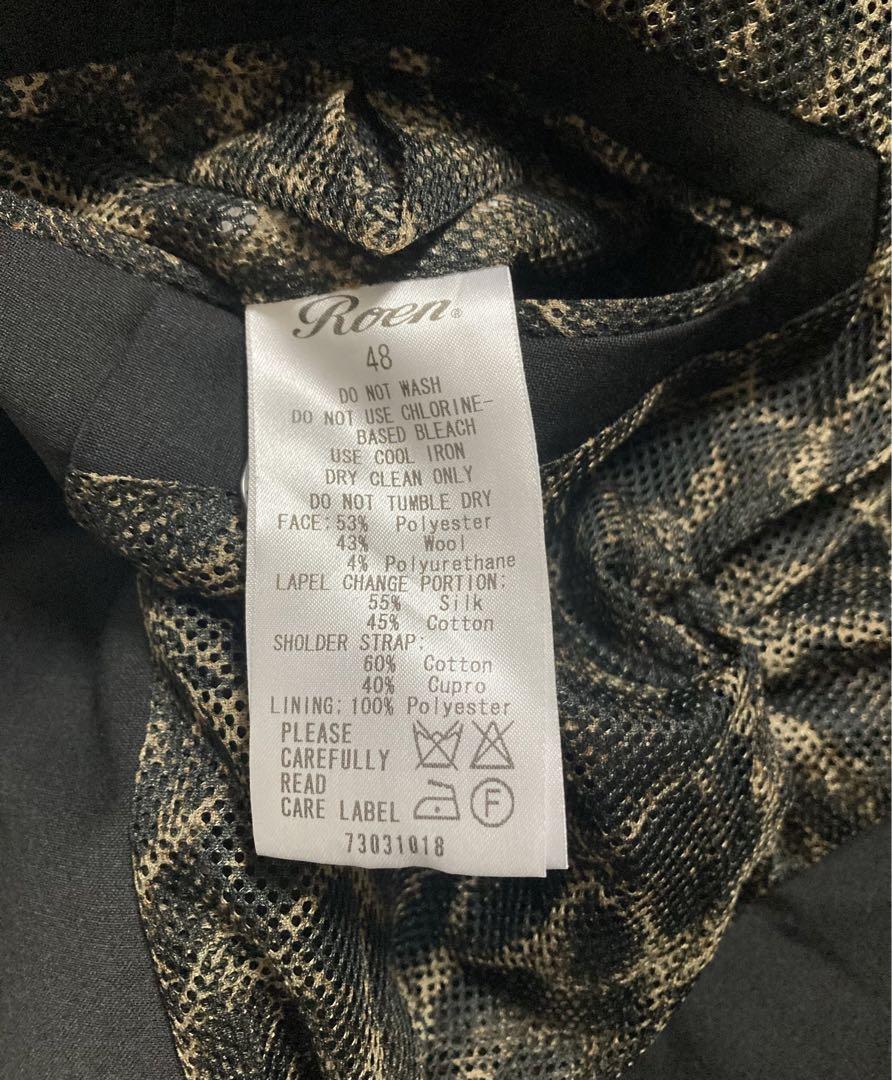 Roen®
48
DO NOT WASH
DO NOT USE CHLORINE-
BASED BLEACH
USE COOL IRON
DRY CLEAN ONLY
DO NOT TUMBLE DRY
FACE: 53% Polyester
43% Wool
4% Polyurethane
LAPEL CHANGE PORTION:
55% Silk
45% Cotton
SHOLDER STRAP:
60% Cotton
40% Cupro
LINING: 100% Polyester
PLEASE
CAREFULLY
READ
CARE LABEL
F
73031018